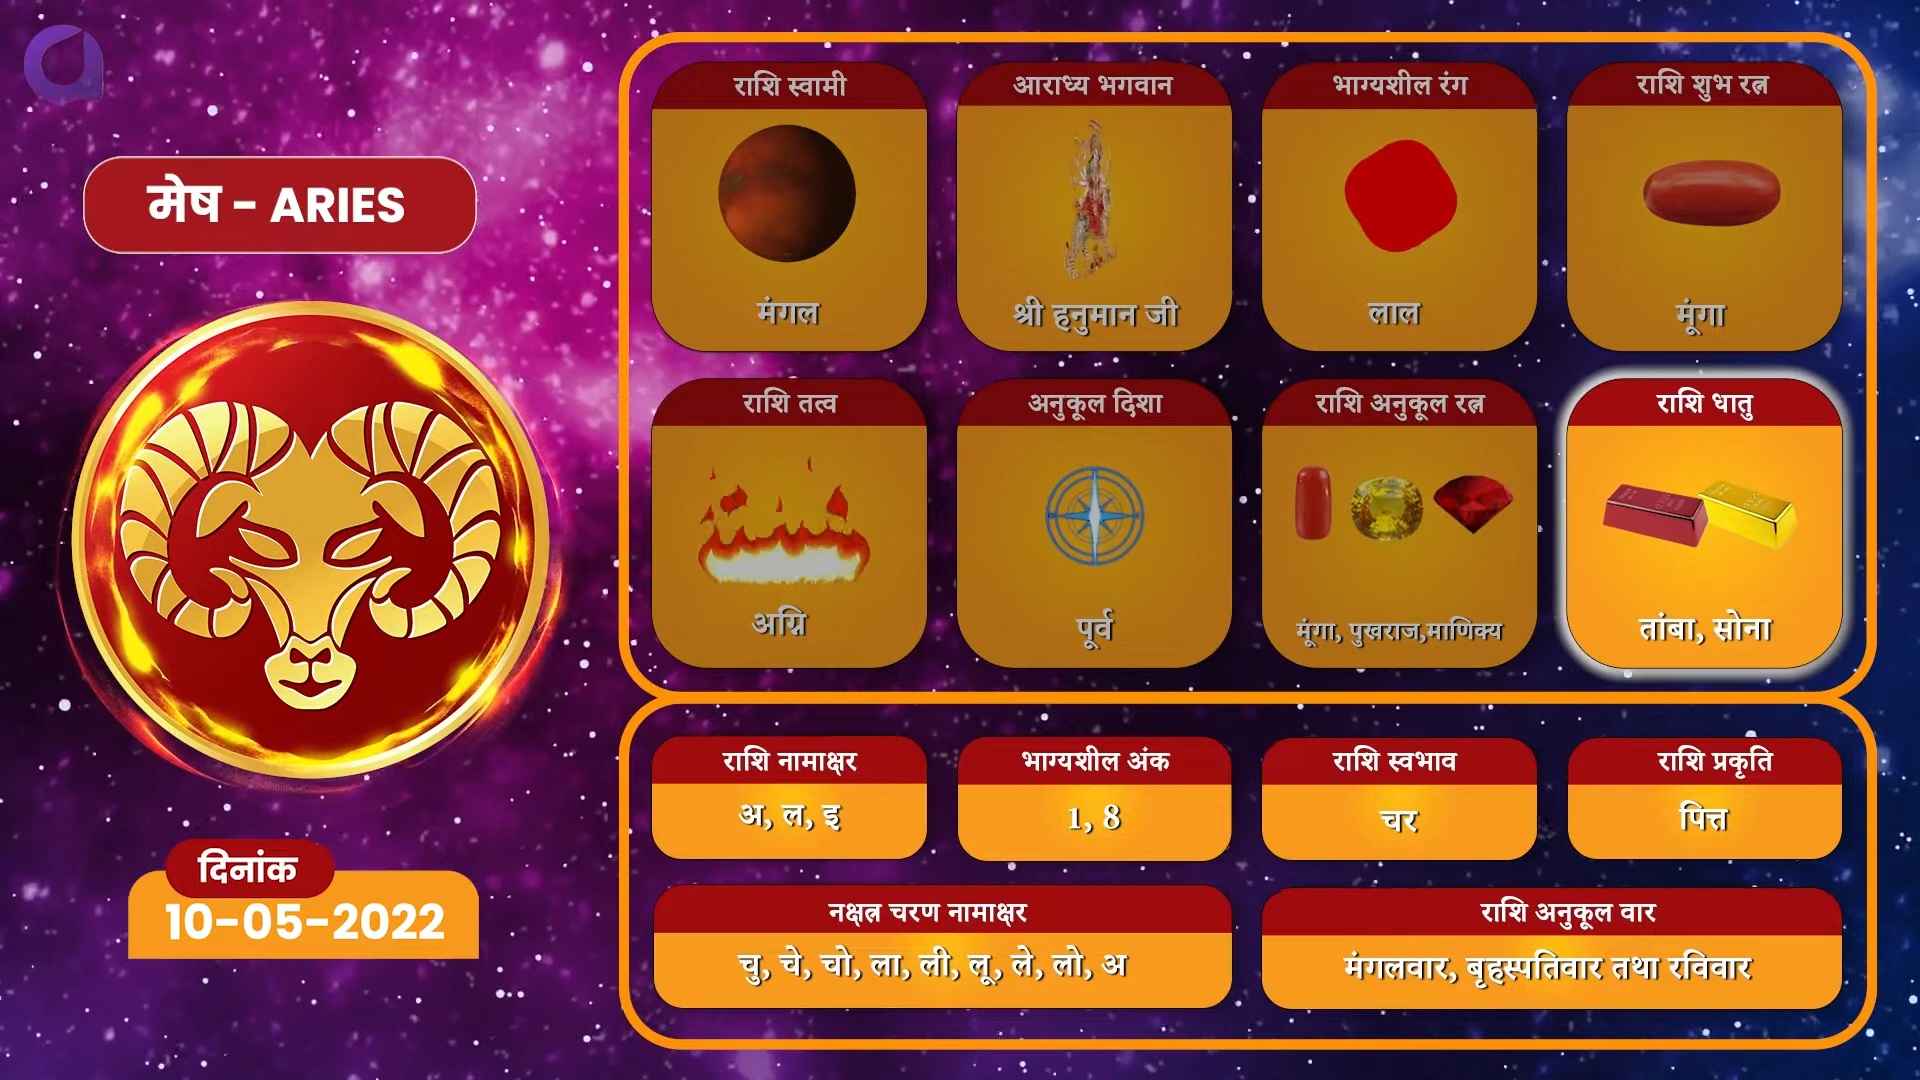 मेष - ARIES
दिनांक
10-05-2022
राशि स्वामी
मंगल
आराध्य भगवान
श्री हनुमान जी
भाग्यशील रंग
लाल
राशि शुभ रत्न
मूंगा
राशि तत्व
अग्नि
अनुकूल दिशा
पूर्व
राशि अनुकूल रत्न
मूंगा, पुखराज,माणिक्य
राशि धातु
तांबा, सोना
राशि नामाक्षर
अ, ल, इ
भाग्यशील अंक
1, 8
राशि स्वभाव
चर
राशि प्रकृति
पित्त
नक्षत्र चरण नामाक्षर
चु, चे, चो, ला, ली, लू, ले, लो, अ
राशि अनुकूल वार
मंगलवार, बृहस्पतिवार तथा रविवार